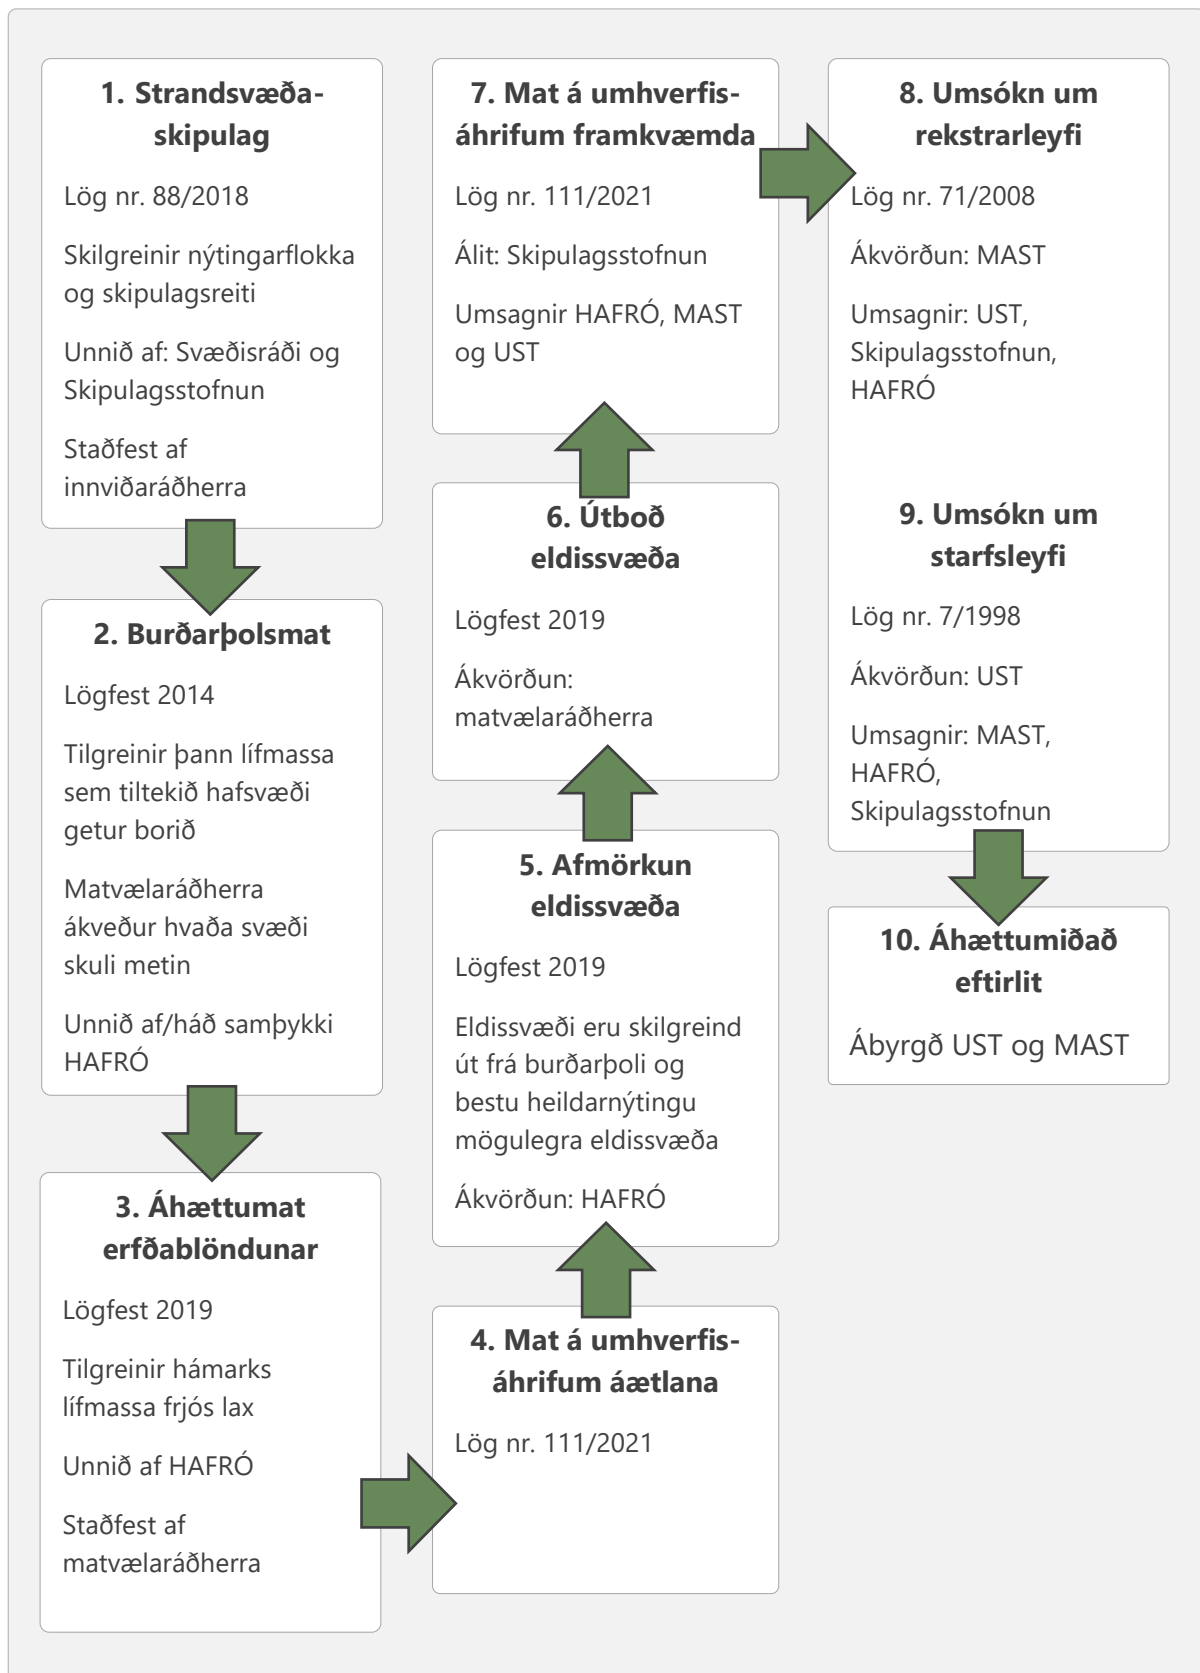 1. Strandsvæða-
skipulag
Lög nr. 88/2018
Skilgreinir nýtingarflokka
og skipulagsreiti
Unnið af: Svæðisráði og
Skipulagsstofnun
Staðfest af
innviðaráðherra
2. Burðarþolsmat
Lögfest 2014
Tilgreinir þann lífmassa
sem tiltekið hafsvæði
getur borið
Matvælaráðherra
ákveður hvaða svæði
skuli metin
Unnið af/háð samþykki
HAFRÓ
3. Áhættumat
erfðablöndunar
Lögfest 2019
Tilgreinir hámarks
lífmassa frjós lax
Unnið af HAFRÓ
Staðfest af
matvælaráðherra
4. Mat á umhverfis-
áhrifum áætlana
Lög nr. 111/2021
5. Afmörkun
eldissvæða
Lögfest 2019
Eldissvæði eru skilgreind
út frá burðarþoli og
bestu heildarnýtingu
mögulegra eldissvæða
Ákvörðun: HAFRÓ
6. Útboð
eldissvæða
Lögfest 2019
Ákvörðun:
matvælaráðherra
7. Mat á umhverfis-
áhrifum framkvæmda
Lög nr. 111/2021
Álit: Skipulagsstofnun
Umsagnir HAFRÓ, MAST
og UST
8. Umsókn um
rekstrarleyfi
Lög nr. 71/2008
Ákvörðun: MAST
Umsagnir: UST,
Skipulagsstofnun,
HAFRÓ
9. Umsókn um
starfsleyfi
Lög nr. 7/1998
Ákvörðun: UST
Umsagnir: MAST,
HAFRÓ,
Skipulagsstofnun
10. Áhættumiðað
eftirlit
Ábyrgð UST og MAST